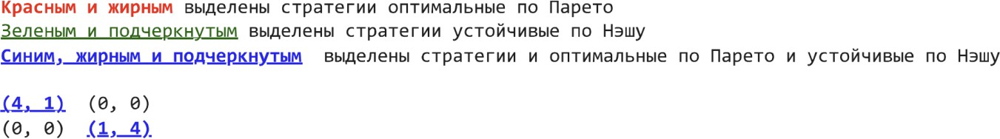 Красным и жирным выделены стратегии оптимальные по Парето
Зеленым и подчеркнутым выделены стратегии устойчивые по Нэшу
Синим, жирным и подчеркнутым выделены стратегии и оптимальные по Парето и устойчивые по Нэшу
(4, 1) (0, 0)
(0, 0) (1, 4)